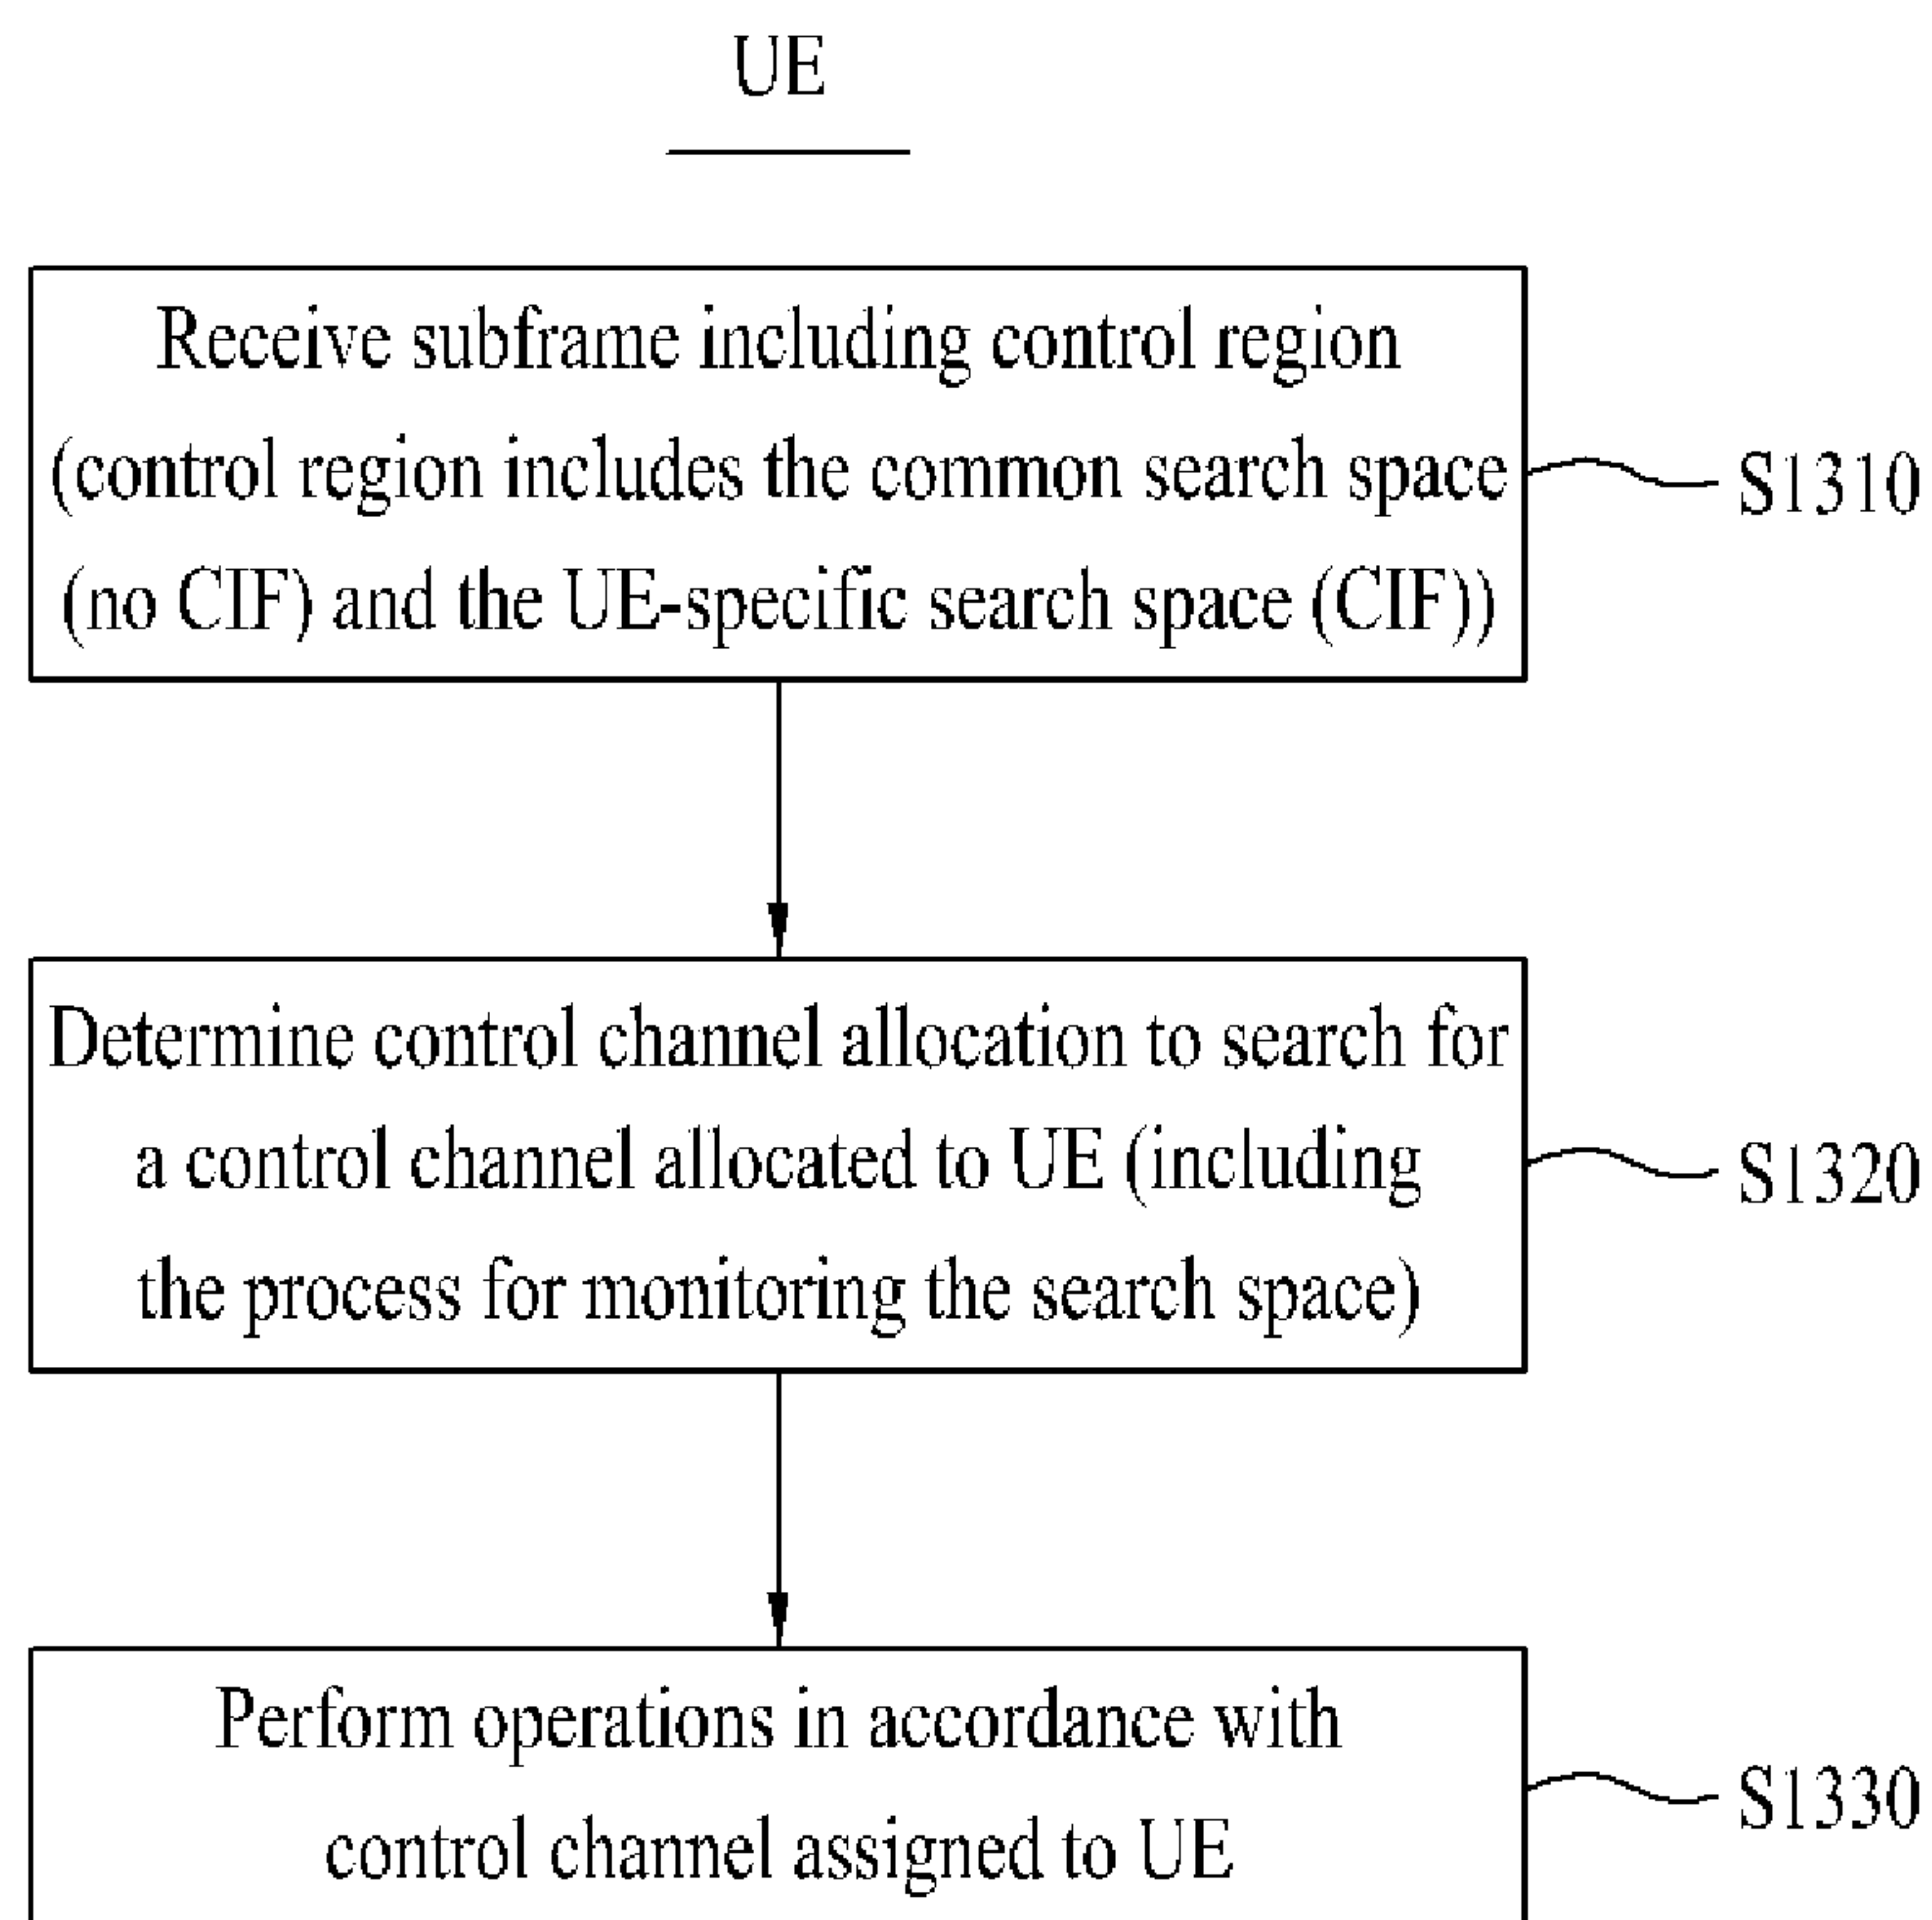 UE
Receive subframe including control region
(control region includes the common search space
(no CIF) and the UE-specific search space (CIF))
S1310
Determine control channel allocation to search for
a control channel allocated to UE (including
the process for monitoring the search space)
S1320
Perform operations in accordance with
control channel assigned to UE
S1330